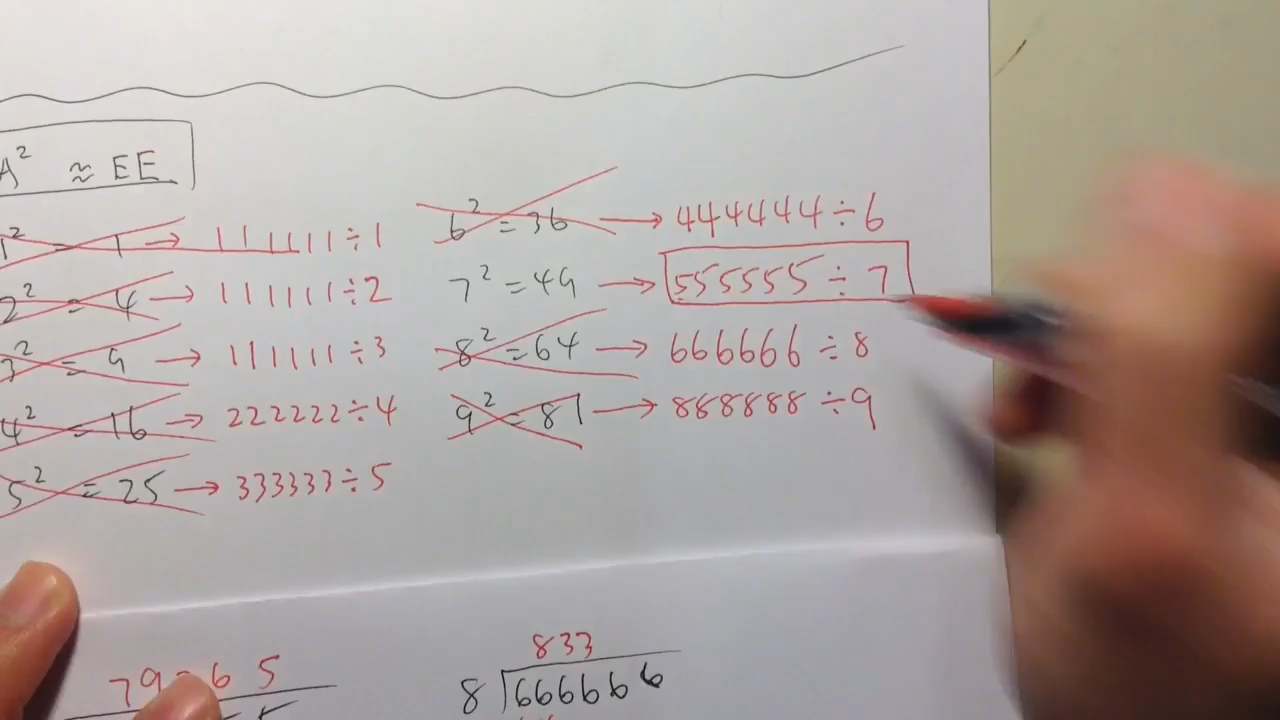 A² ≈ EE
1² = 1 → 111111÷1
2² = 4 → 111111÷2
3² = 9 → 111111÷3
4² = 16 → 222222÷4
5² = 25 → 333333÷5
6² = 36 → 444444÷6
7² = 49 → 555555÷7
8² = 64 → 666666÷8
9² = 81 → 888888÷9
79 65
833
8)666666